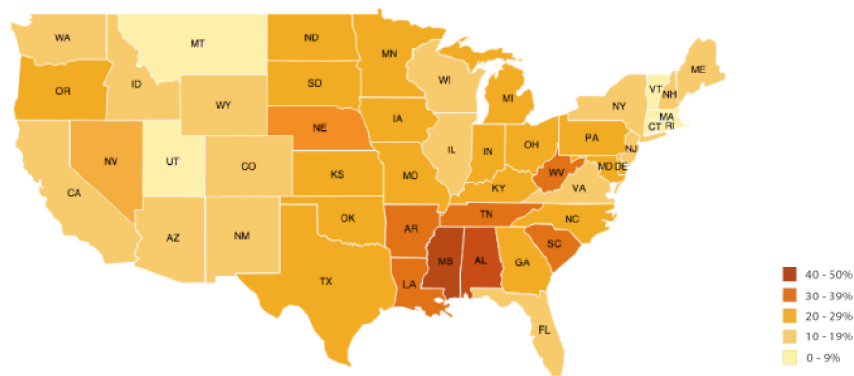 WA
MT
ND
MN
ME
OR
ID
SD
WI
VT
NH
WY
MI
NY
MA
CT RI
NE
IA
PA
NV
UT
CO
IL
IN
OH
NJ
MD
DE
WV
VA
CA
KS
MO
KY
AZ
NM
OK
AR
TN
NC
SC
TX
LA
MS
AL
GA
FL
40 - 50%
30 - 39%
20 - 29%
10 - 19%
0 - 9%